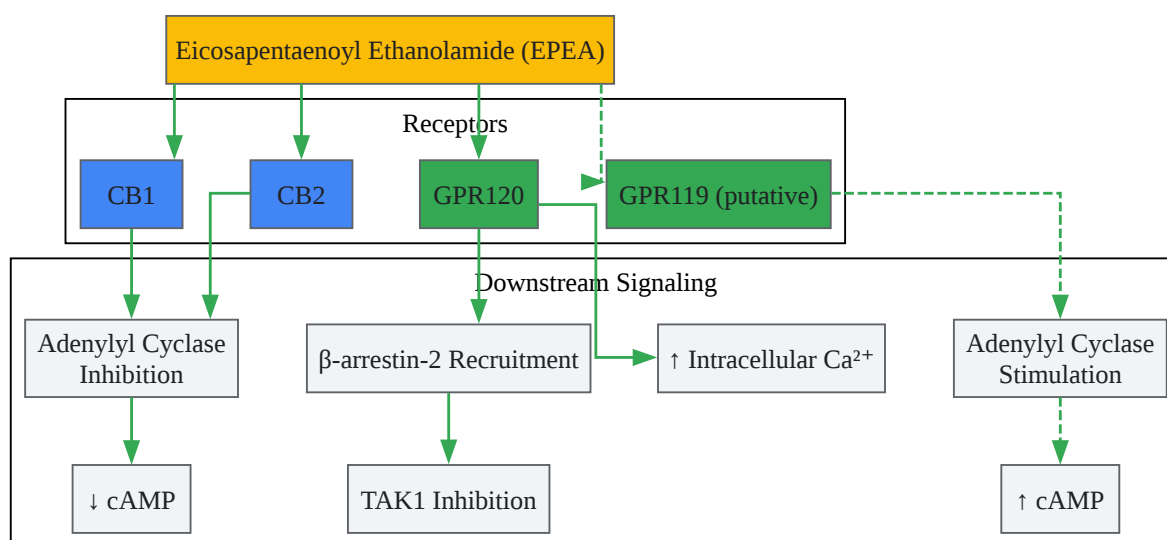 Eicosapentaenoyl Ethanolamide (EPEA)
Receptors
CB1
CB2
GPR120
GPR119 (putative)
Downstream Signaling
Adenylyl Cyclase
Inhibition
β-arrestin-2 Recruitment
↑ Intracellular Ca²⁺
Adenylyl Cyclase
Stimulation
↓ cAMP
TAK1 Inhibition
↑ cAMP